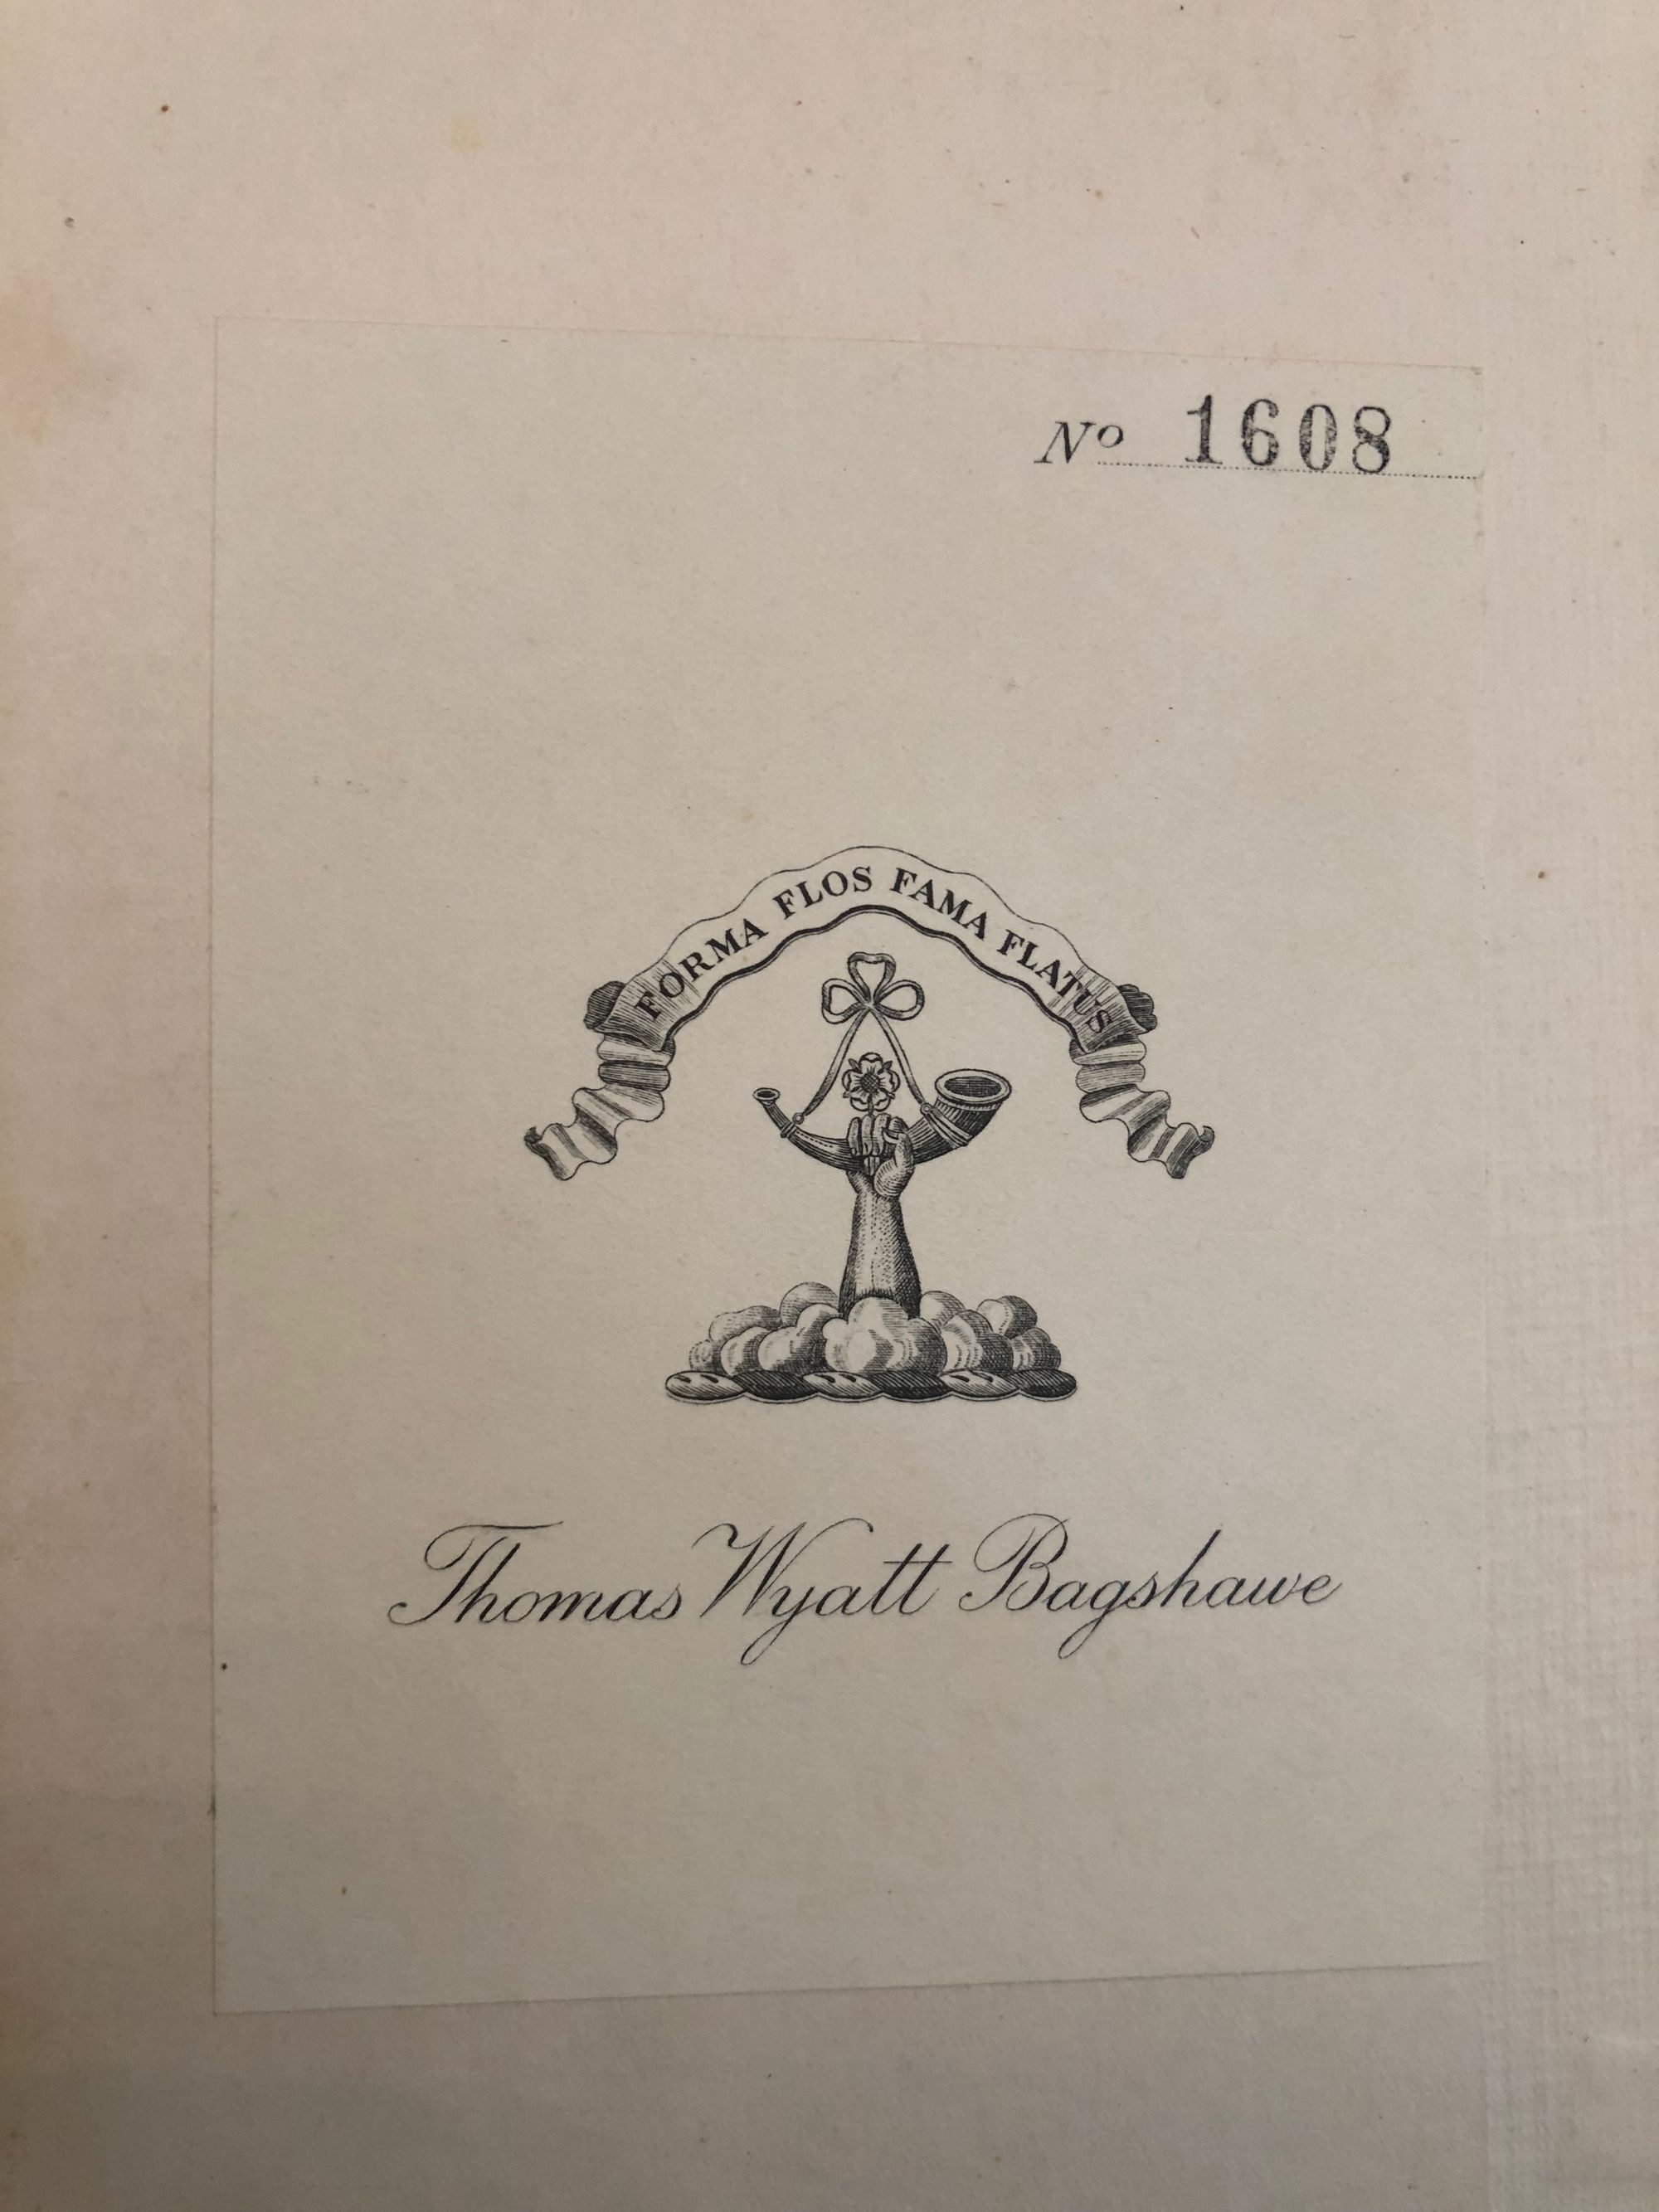 Nº 1608
FORMA FLOS FAMA FLATUS
Thomas Wyatt Bagshawe